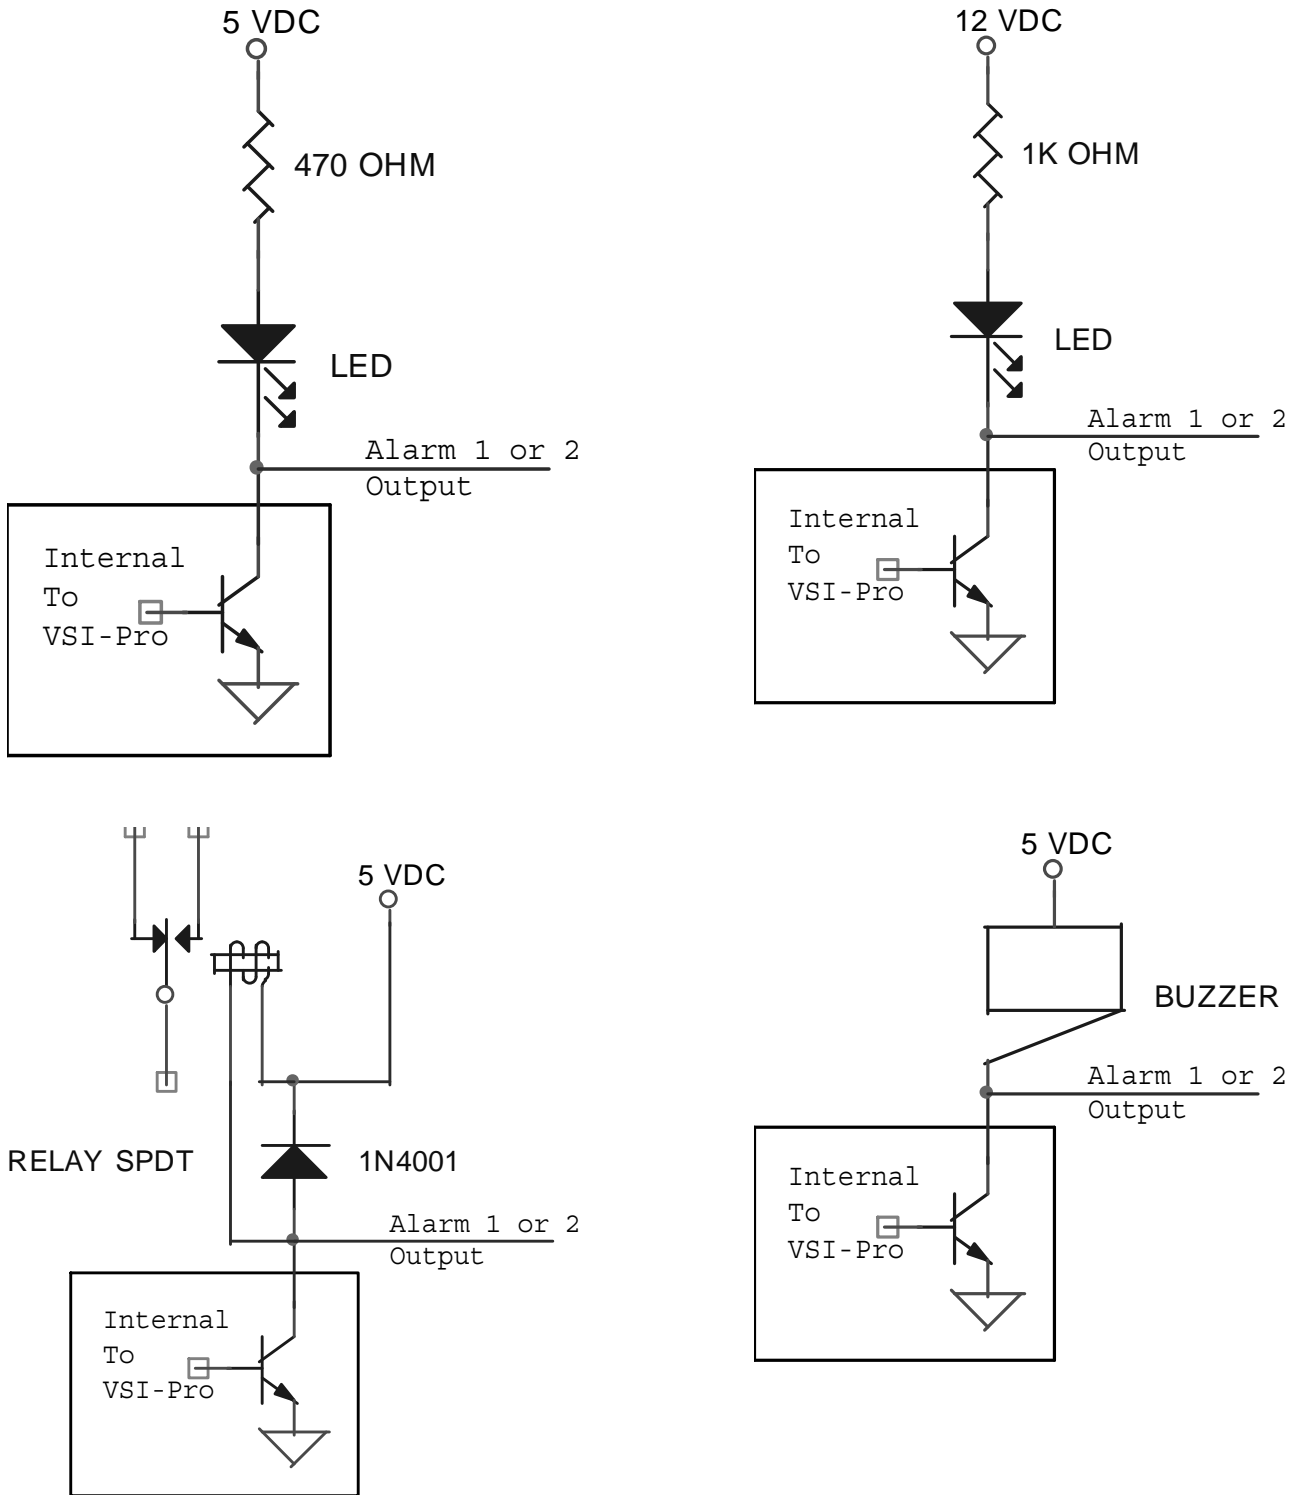 5 VDC
470 OHM
LED
Alarm 1 or 2
Output
Internal
To
VSI-Pro
12 VDC
1K OHM
LED
Alarm 1 or 2
Output
Internal
To
VSI-Pro
5 VDC
RELAY SPDT
1N4001
Alarm 1 or 2
Output
Internal
To
VSI-Pro
5 VDC
BUZZER
Alarm 1 or 2
Output
Internal
To
VSI-Pro